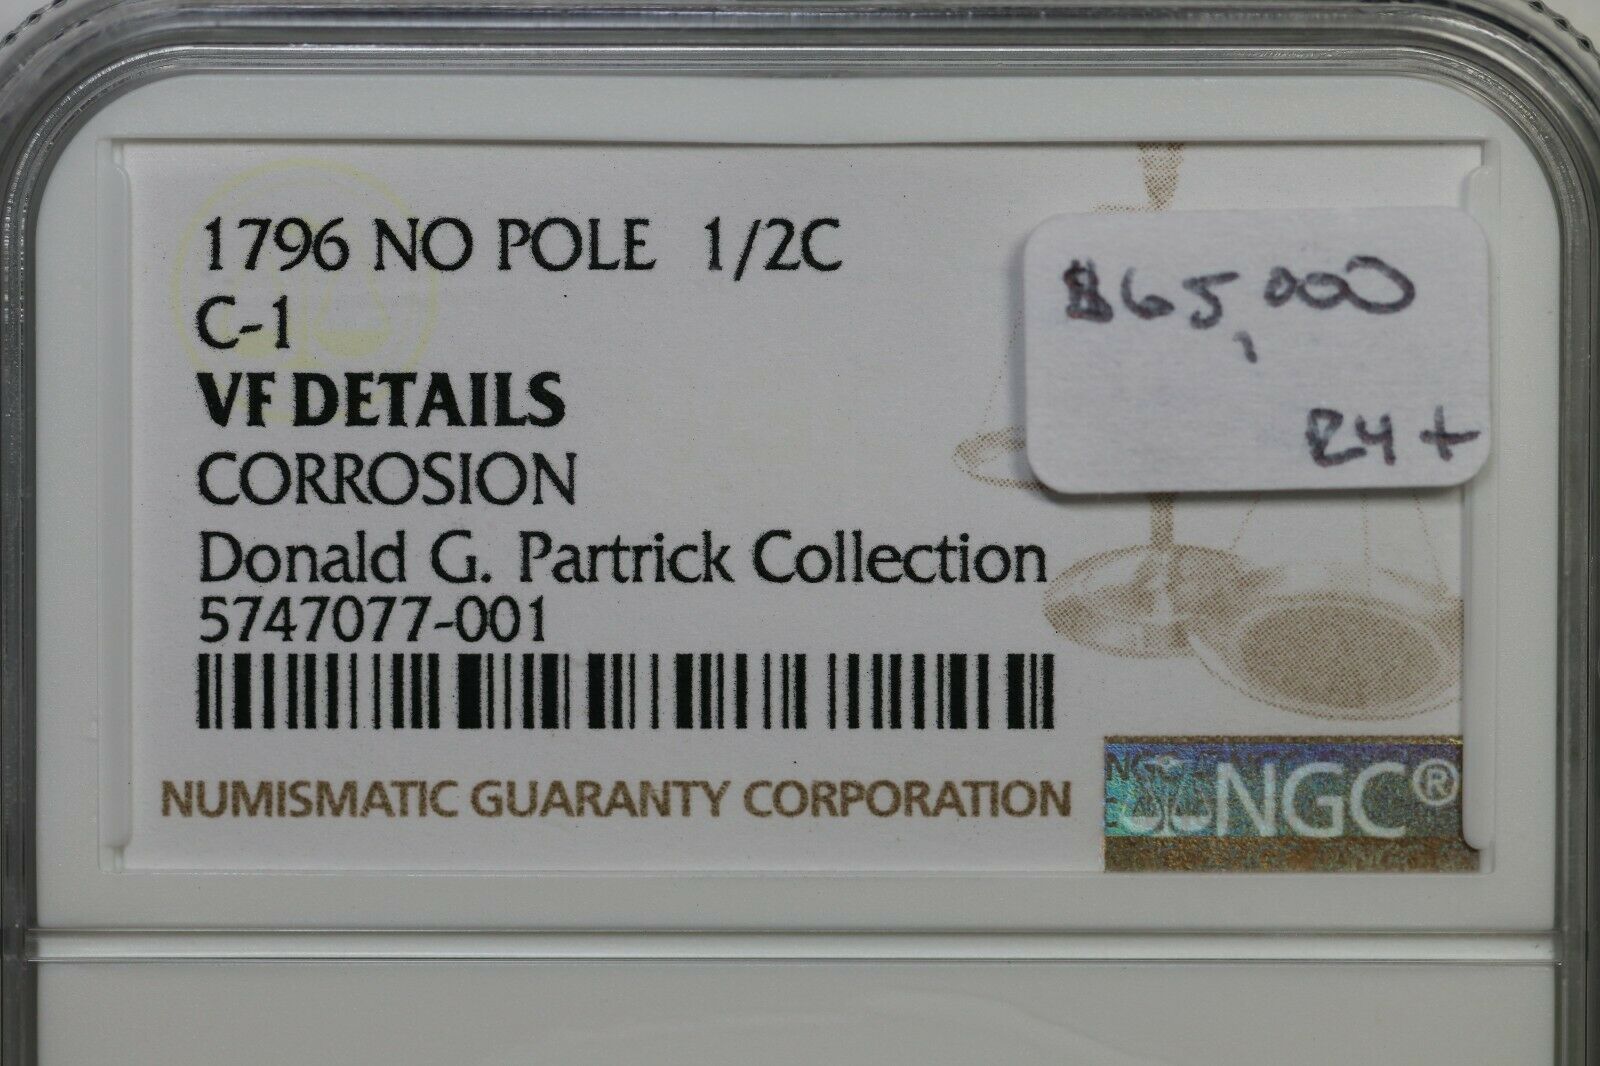 1796 NO POLE 1/2C
C-1
VF DETAILS
CORROSION
Donald G. Partrick Collection
5747077-001
NUMISMATIC GUARANTY CORPORATION
NGC®
$65,000
R4+